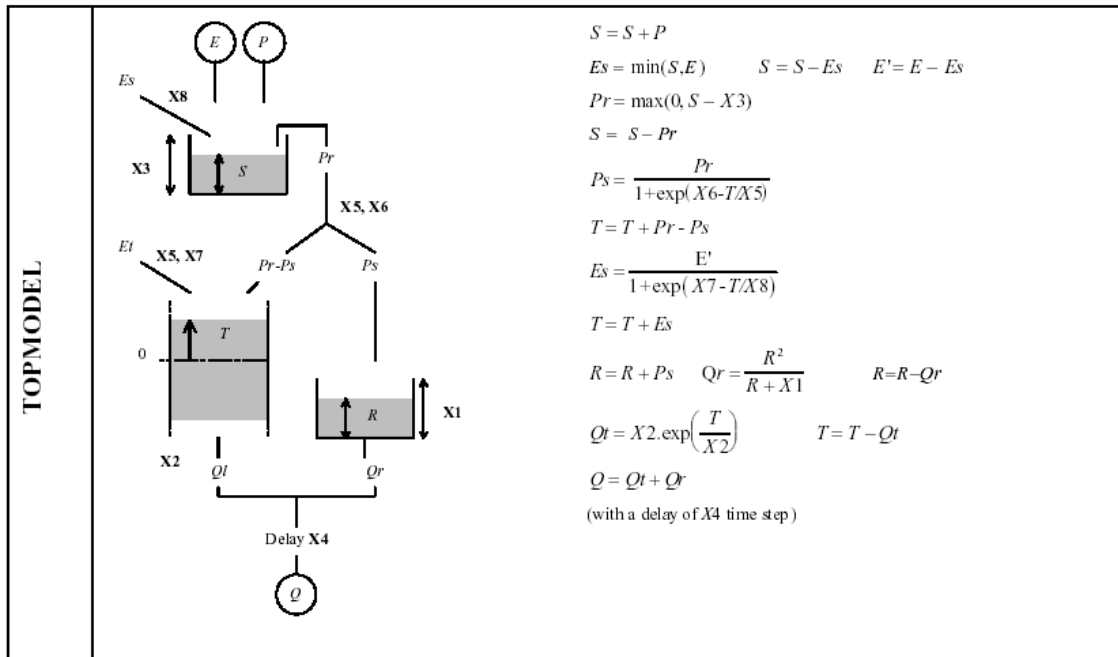 TOPMODEL
E P
Es
X8
X3
S
Pr
X5, X6
Et
X5, X7
Pr-Ps
Ps
T
0
R
X1
X2
Ql
Qr
Delay X4
Q
S = S + P
Es = min(S,E) S = S – Es E' = E – Es
Pr = max(0, S – X3)
S = S – Pr
Ps = Pr / 1+exp(X6-T/X5)
T = T + Pr - Ps
Es = E' / 1+exp(X7-T/X8)
T = T + Es
R = R + Ps Qr = R² / R + X1 R=R–Qr
Qt = X2.exp(T/X2) T = T – Qt
Q = Qt + Qr
(with a delay of X4 time step)